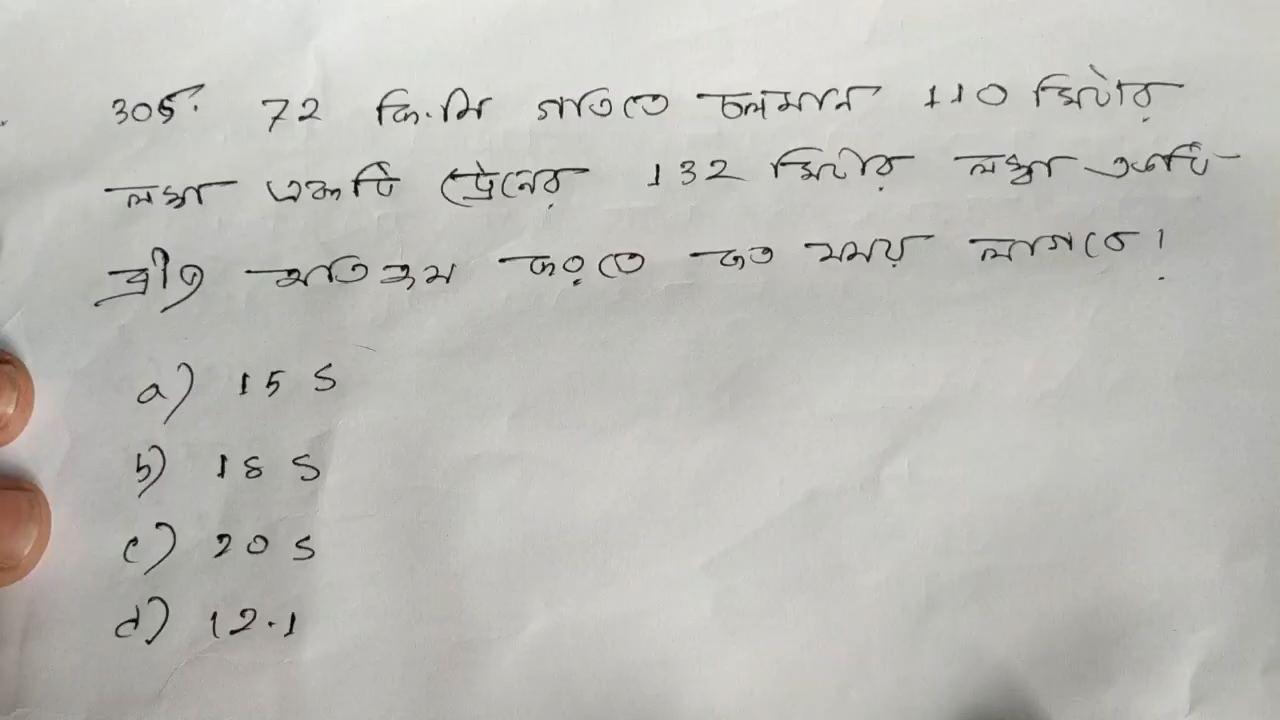 305. 72 কি.মি গতিতে চলমান 110 মিটার
লম্বা একটি ট্রেনের 132 মিটার লম্বা একটি
ব্রীজ অতিক্রম করতে কত সময় লাগবে।
a) 15 s
b) 18 s
c) 20 s
d) 12.1